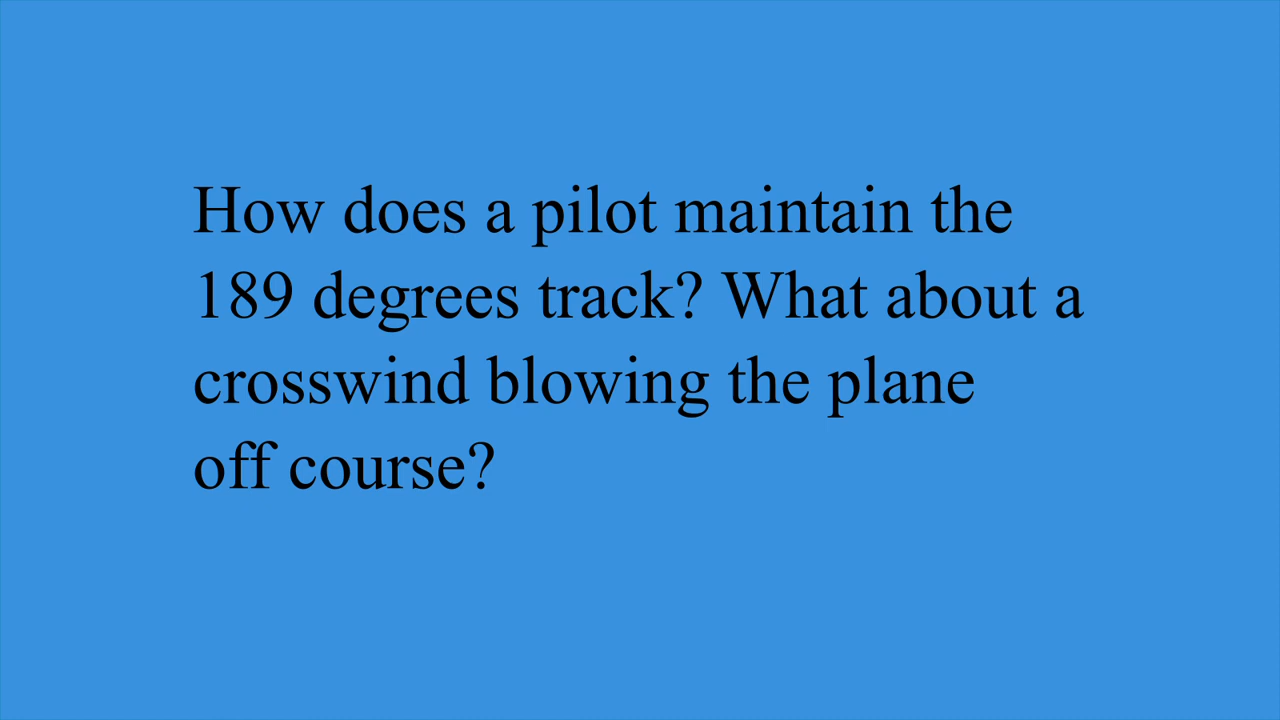 How does a pilot maintain the
189 degrees track? What about a
crosswind blowing the plane
off course?